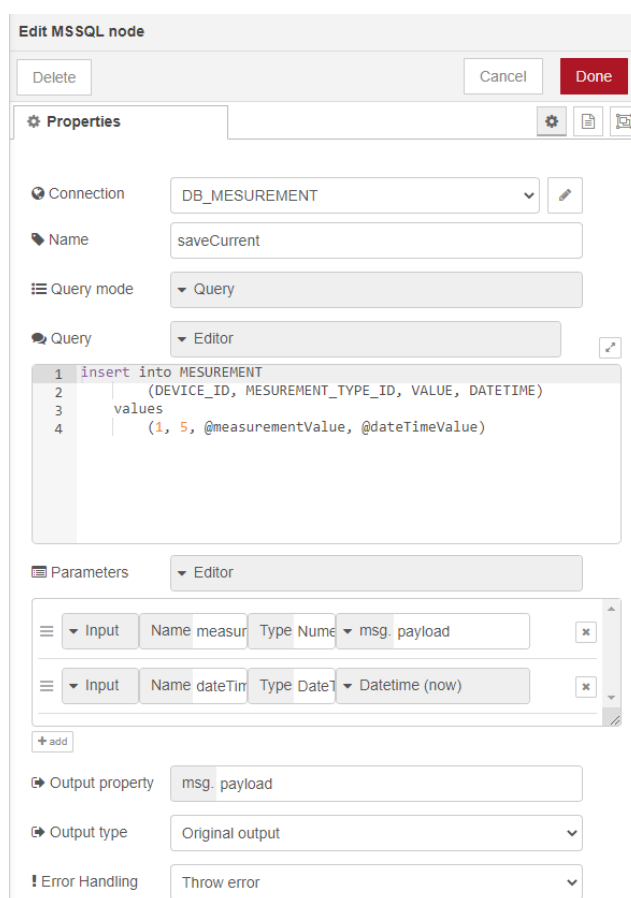 Edit MSSQL node
Delete Cancel Done
Properties
Connection DB_MESUREMENT
Name saveCurrent
Query mode Query
Query Editor
1 insert into MESUREMENT
2 (DEVICE_ID, MESUREMENT_TYPE_ID, VALUE, DATETIME)
3 values
4 (1, 5, @measurementValue, @dateTimeValue)
Parameters Editor
Input Name measur Type Nume msg. payload
Input Name dateTim Type DateT Datetime (now)
+ add
Output property msg. payload
Output type Original output
! Error Handling Throw error